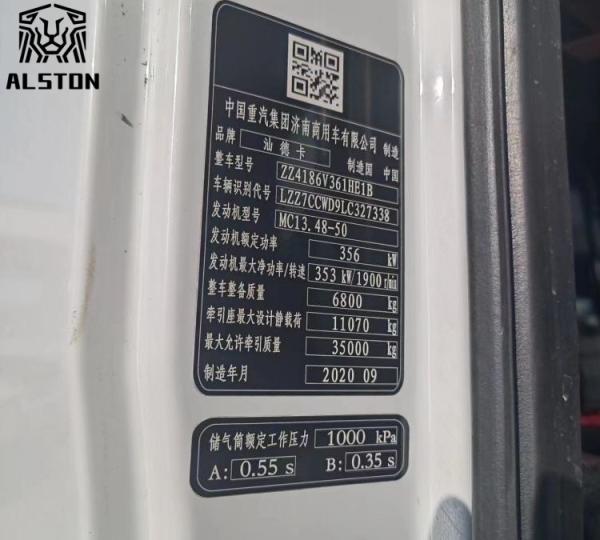 ALSTON
中国重汽集团济南商用车有限公司 制造
品牌 汕德卡 制造国 中国
整车型号 ZZ4186V361HE1B
车辆识别代号 LZZ7CCWD9LC327338
发动机型号 MC13.48-50
发动机额定功率 356 kW
发动机最大净功率/转速 353 kW/1900 r/min
整车整备质量 6800 kg
牵引座最大设计静载荷 11070 kg
最大允许牵引质量 35000 kg
制造年月 2020 09
储气筒额定工作压力 1000 kPa
A: 0.55 s B: 0.35 s